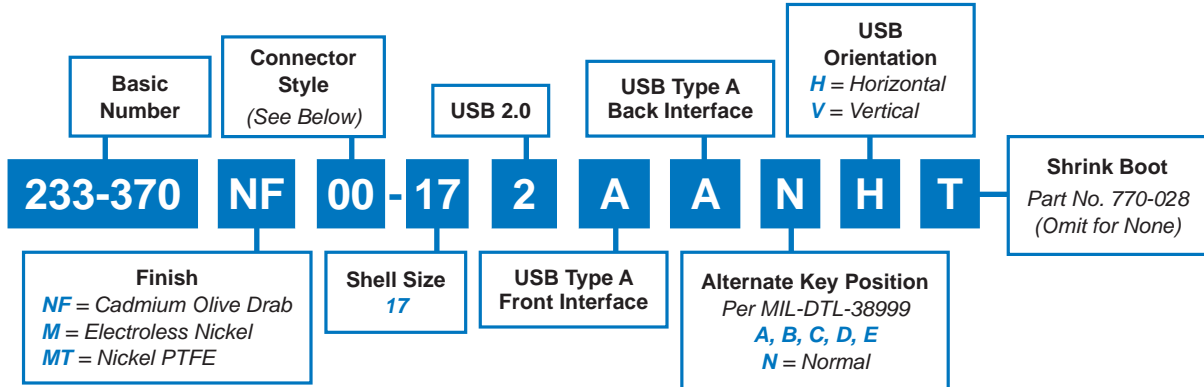 Basic
Number
Connector
Style
(See Below)
USB 2.0
USB Type A
Back Interface
USB
Orientation
H = Horizontal
V = Vertical
233-370 NF 00 - 17 2 A A N H T
Shrink Boot
Part No. 770-028
(Omit for None)
Finish
NF = Cadmium Olive Drab
M = Electroless Nickel
MT = Nickel PTFE
Shell Size
17
USB Type A
Front Interface
Alternate Key Position
Per MIL-DTL-38999
A, B, C, D, E
N = Normal